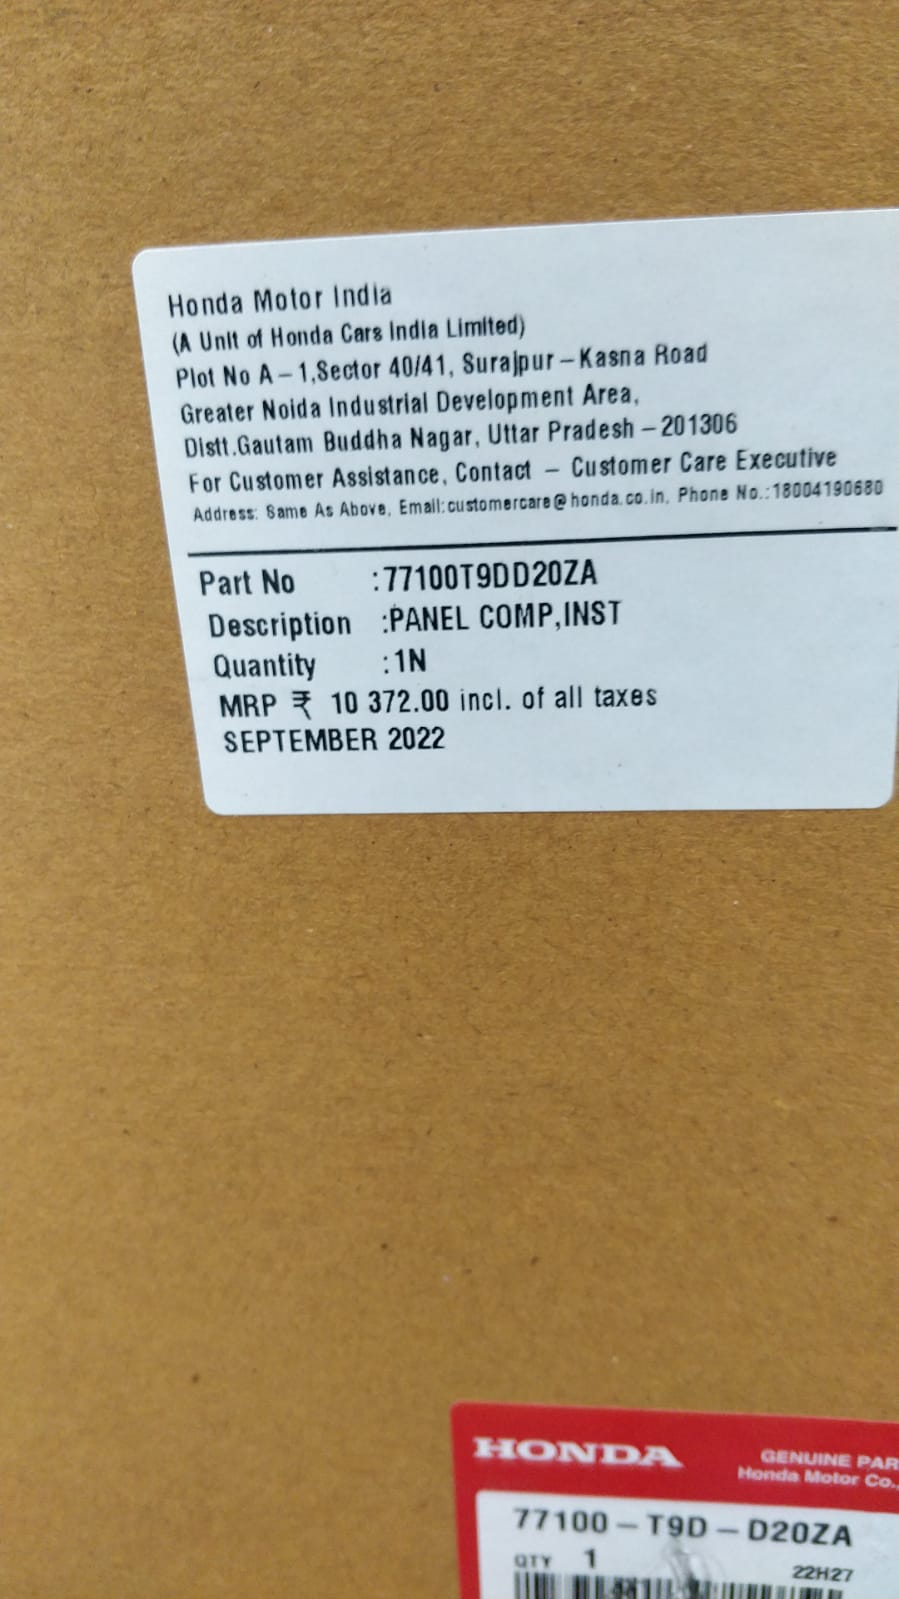 Honda Motor India
(A Unit of Honda Cars India Limited)
Plot No A – 1,Sector 40/41, Surajpur – Kasna Road
Greater Noida Industrial Development Area,
Distt.Gautam Buddha Nagar, Uttar Pradesh – 201306
For Customer Assistance, Contact – Customer Care Executive
Address: Same As Above, Email:customercare@honda.co.in, Phone No.:18004190680
Part No :77100T9DD20ZA
Description :PANEL COMP,INST
Quantity :1N
MRP ₹ 10 372.00 incl. of all taxes
SEPTEMBER 2022
HONDA GENUINE PAR
Honda Motor Co.,
77100 – T9D – D20ZA
QTY 1 22H27